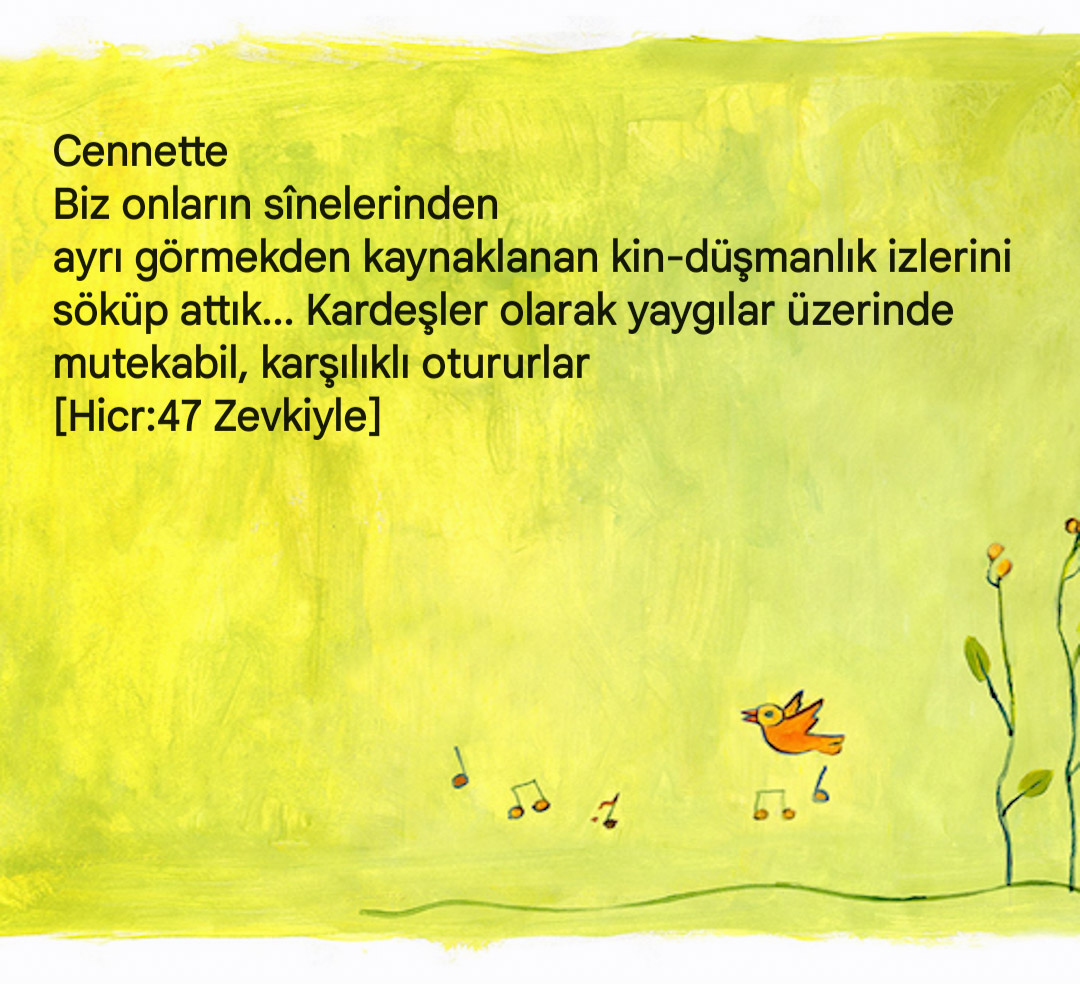 Cennette
Biz onların sînelerinden
ayrı görmekden kaynaklanan kin-düşmanlık izlerini
söküp attık... Kardeşler olarak yaygılar üzerinde
mutekabil, karşılıklı otururlar
[Hicr:47 Zevkiyle]